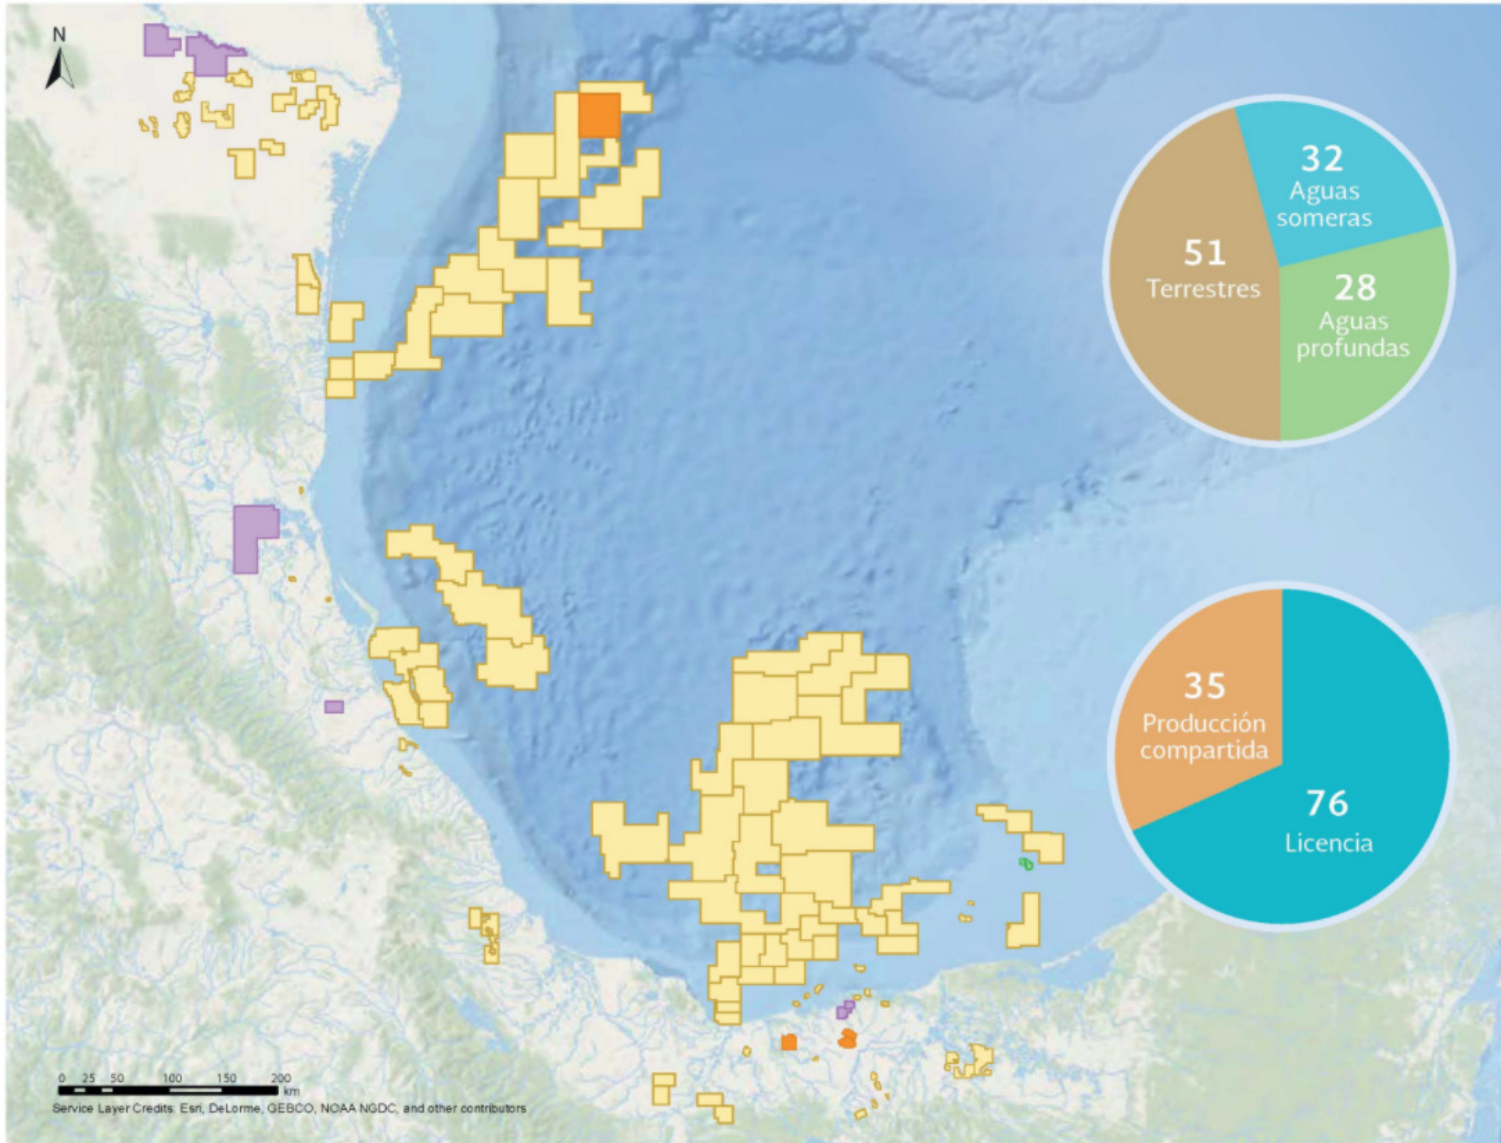 N
32
Aguas
someras
51
Terrestres
28
Aguas
profundas
35
Producción
compartida
76
Licencia
0 25 50 100 150 200
km
Service Layer Credits: Esri, DeLorme, GEBCO, NOAA NGDC, and other contributors